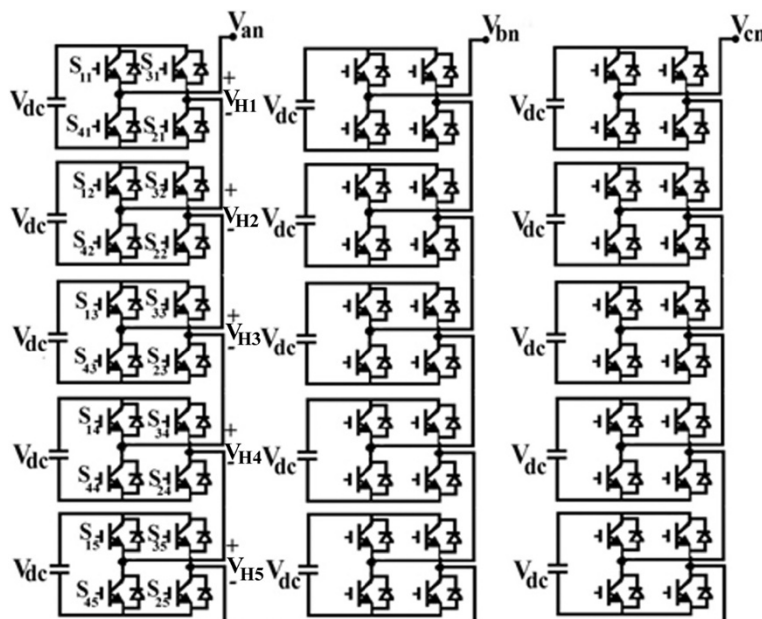 Van Vbn Vcn
S11 S31 +
Vdc VH1 Vdc Vdc
S41 S21 -
S12 S32 +
Vdc VH2 Vdc Vdc
S42 S22 -
S13 S33 +
Vdc VH3 Vdc Vdc
S43 S23 -
S14 S34 +
Vdc VH4 Vdc Vdc
S44 S24 -
S15 S35 +
Vdc VH5 Vdc Vdc
S45 S25 -